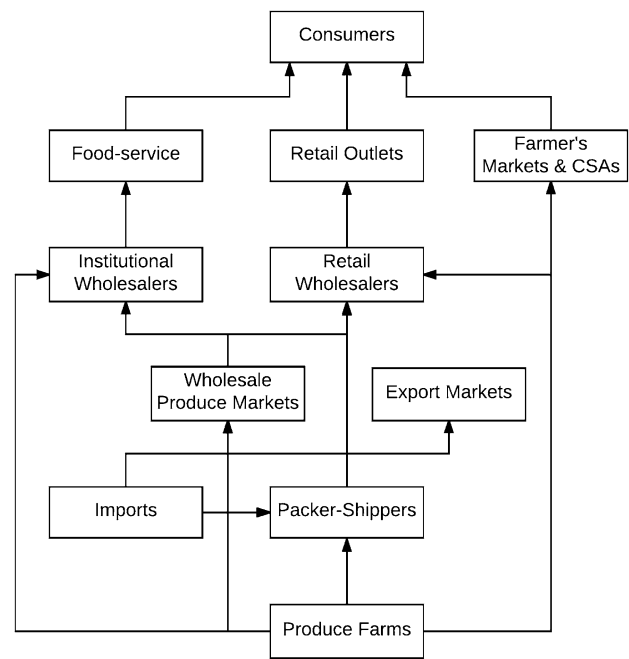 Consumers
Food-service
Retail Outlets
Farmer's
Markets & CSAs
Institutional
Wholesalers
Retail
Wholesalers
Wholesale
Produce Markets
Export Markets
Imports
Packer-Shippers
Produce Farms